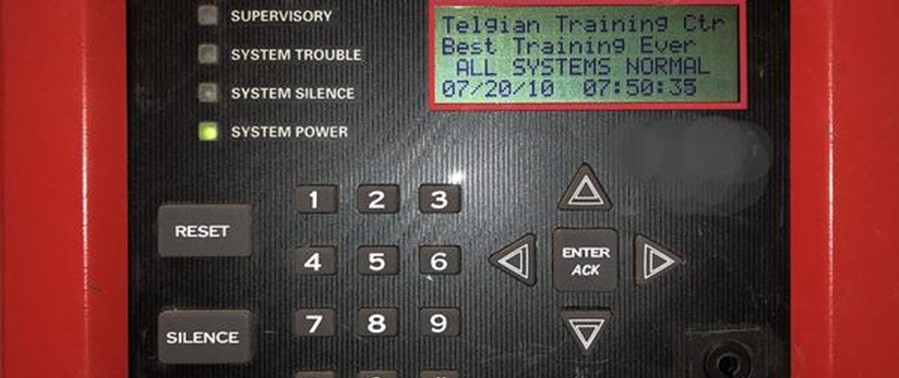 SUPERVISORY
SYSTEM TROUBLE
SYSTEM SILENCE
SYSTEM POWER
Telgian Training Ctr
Best Training Ever
ALL SYSTEMS NORMAL
07/20/10 07:50:35
RESET
SILENCE
1 2 3
4 5 6
7 8 9
ENTER
ACK